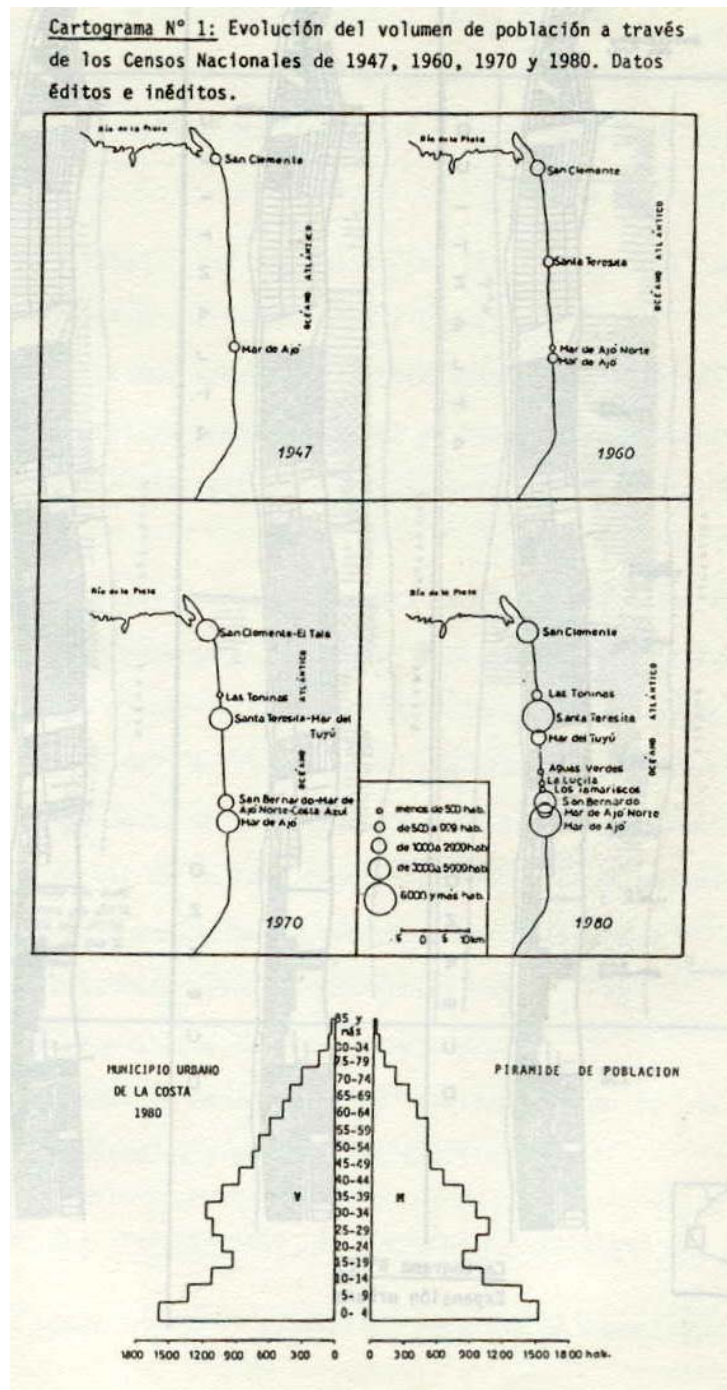 Cartograma N° 1: Evolución del volumen de población a través
de los Censos Nacionales de 1947, 1960, 1970 y 1980. Datos
éditos e inéditos.
Río de la Plata
San Clemente
OCÉANO ATLÁNTICO
Mar de Ajó
1947
Río de la Plata
San Clemente
Santa Teresita
OCÉANO ATLÁNTICO
Mar de Ajó Norte
Mar de Ajó
1960
Río de la Plata
San Clemente-El Tala
Las Toninas
Santa Teresita-Mar del
Tuyú
OCÉANO ATLÁNTICO
San Bernardo-Mar de
Ajó Norte-Costa Azul
Mar de Ajó
1970
menos de 500 hab.
de 500 a 999 hab.
de 1000 a 2999 hab
de 3000 a 5999 hab
6000 y más hab.
5 0 5 10km
Río de la Plata
San Clemente
Las Toninas
Santa Teresita
Mar del Tuyú
OCÉANO ATLÁNTICO
Aguas Verdes
La Lucila
Los Tamariscos
San Bernardo
Mar de Ajó Norte
Mar de Ajó
1980
MUNICIPIO URBANO
DE LA COSTA
1980
PIRAMIDE DE POBLACION
85 y
más
80-84
75-79
70-74
65-69
60-64
55-59
50-54
45-49
40-44
35-39
30-34
25-29
20-24
15-19
10-14
5- 9
0- 4
V
M
1800 1500 1200 900 300 0
0 300 600 900 1500 1800 hab.